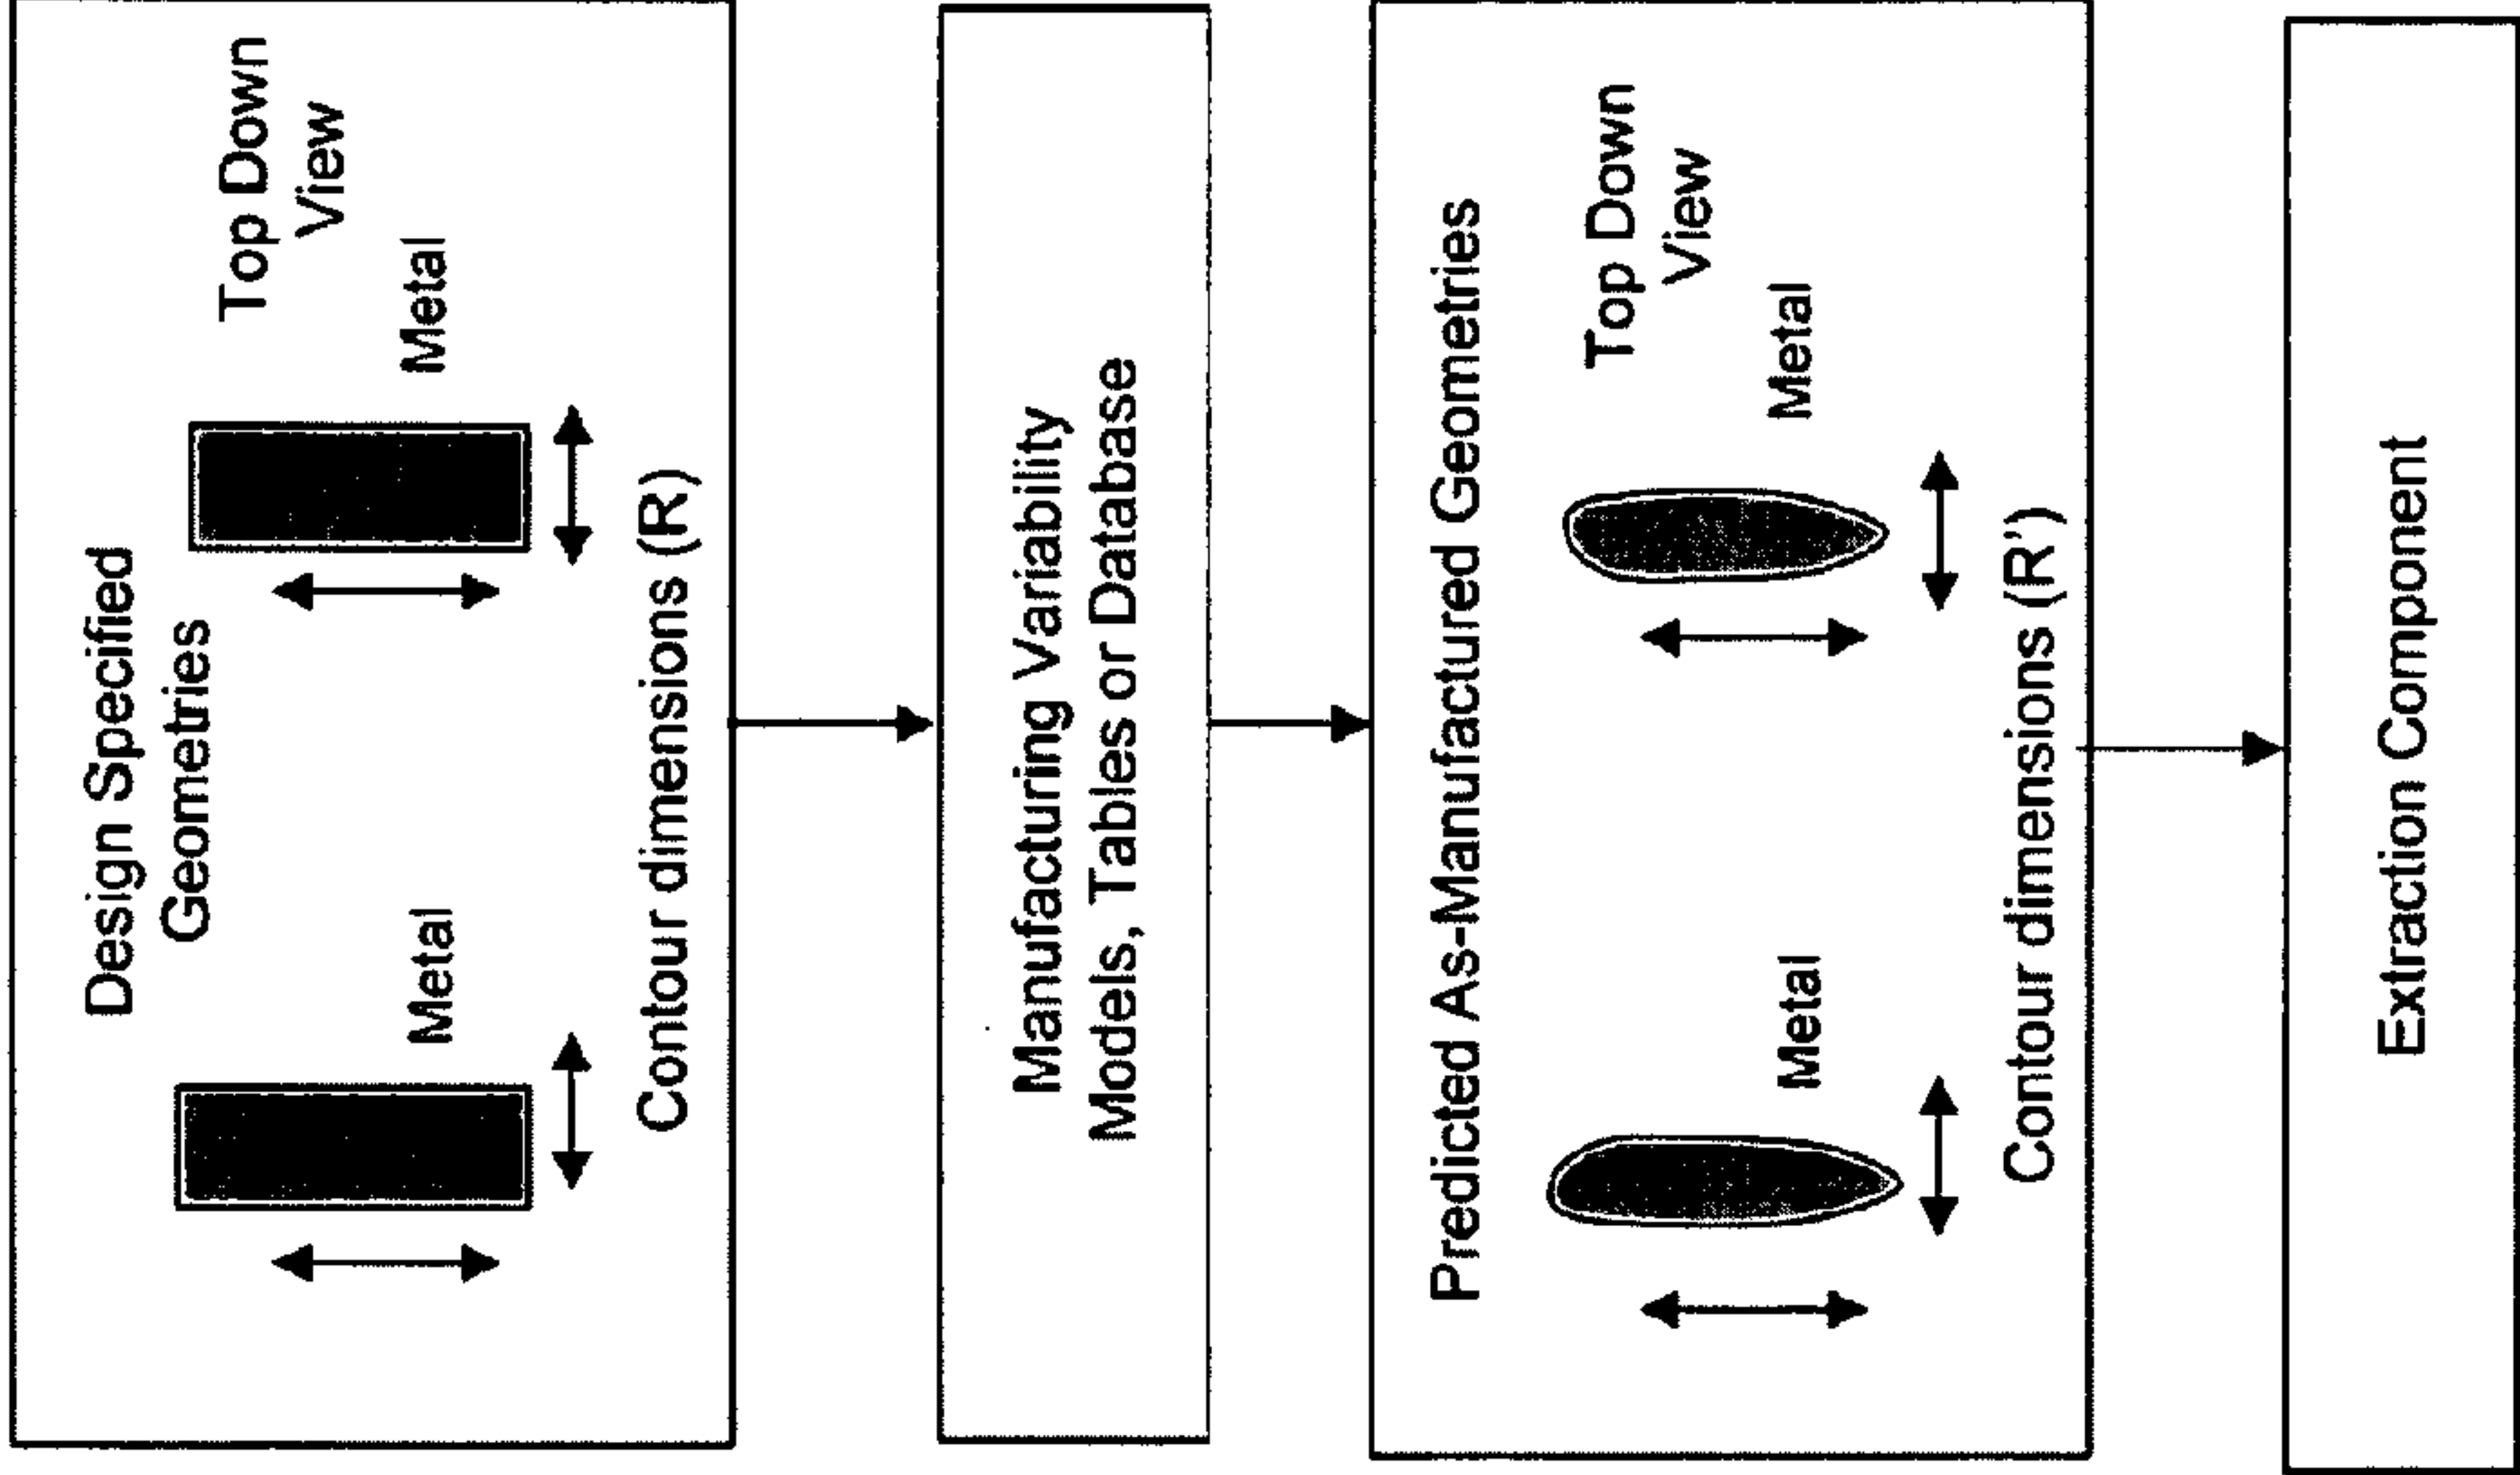 Design Specified
Geometries
Top Down
View
Metal
Metal
Contour dimensions (R)
Manufacturing Variability
Models, Tables or Database
Predicted As-Manufactured Geometries
Top Down
View
Metal
Metal
Contour dimensions (R')
Extraction Component